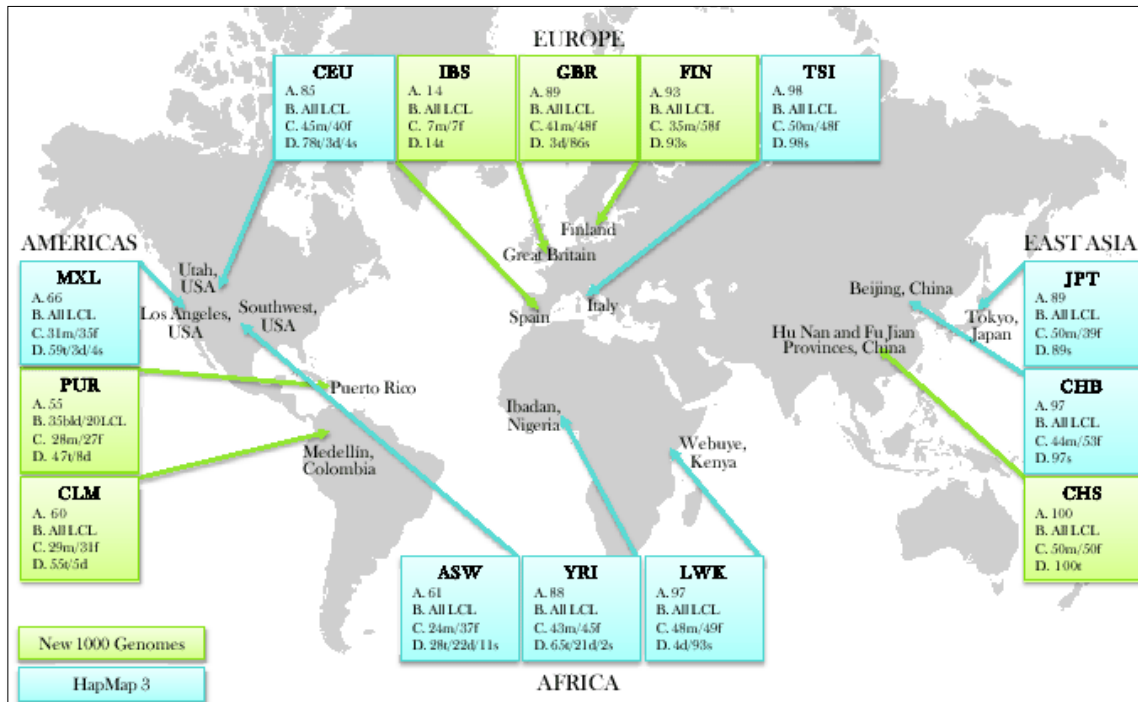 EUROPE
CEU
A. 85
B. All LCL
C. 45m/40f
D. 78t/3d/4s
IBS
A. 14
B. All LCL
C. 7m/7f
D. 14t
GBR
A. 89
B. All LCL
C. 41m/48f
D. 3d/86s
FIN
A. 93
B. All LCL
C. 35m/58f
D. 93s
TSI
A. 98
B. All LCL
C. 50m/48f
D. 98s
AMERICAS
MXL
A. 66
B. All LCL
C. 31m/35f
D. 59t/3d/4s
PUR
A. 55
B. 35bld/20LCL
C. 28m/27f
D. 47t/8d
CLM
A. 60
B. All LCL
C. 29m/31f
D. 55t/5d
Utah,
USA
Los Angeles,
USA
Southwest,
USA
Puerto Rico
Medellín,
Colombia
Finland
Great Britain
Spain
Italy
Ibadan,
Nigeria
Webuye,
Kenya
Beijing, China
Hu Nan and Fu Jian
Provinces, China
Tokyo,
Japan
EAST ASIA
JPT
A. 89
B. All LCL
C. 50m/39f
D. 89s
CHB
A. 97
B. All LCL
C. 44m/53f
D. 97s
CHS
A. 100
B. All LCL
C. 50m/50f
D. 100t
ASW
A. 61
B. All LCL
C. 24m/37f
D. 28t/22d/11s
YRI
A. 88
B. All LCL
C. 43m/45f
D. 65t/21d/2s
LWK
A. 97
B. All LCL
C. 48m/49f
D. 4d/93s
AFRICA
New 1000 Genomes
HapMap 3